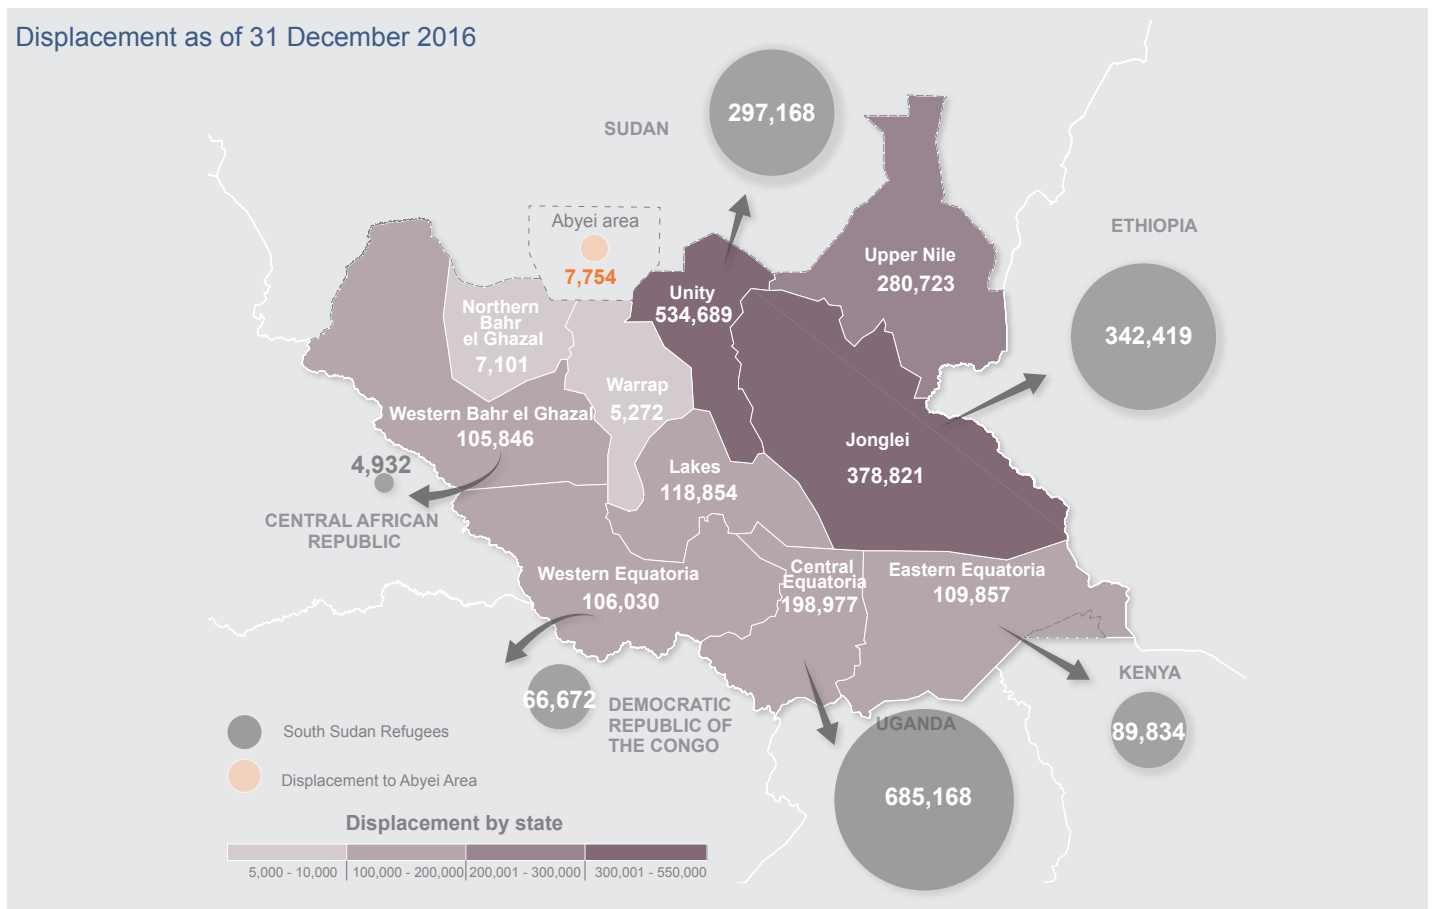 Displacement as of 31 December 2016
297,168
SUDAN
Abyei area
7,754
ETHIOPIA
342,419
Upper Nile
280,723
Unity
534,689
Northern
Bahr
el Ghazal
7,101
Warrap
5,272
Western Bahr el Ghazal
105,846
Jonglei
378,821
Lakes
118,854
4,932
CENTRAL AFRICAN
REPUBLIC
Western Equatoria
106,030
Central
Equatoria
198,977
Eastern Equatoria
109,857
KENYA
89,834
66,672
DEMOCRATIC
REPUBLIC OF
THE CONGO
UGANDA
685,168
South Sudan Refugees
Displacement to Abyei Area
Displacement by state
5,000 - 10,000
100,000 - 200,000
200,001 - 300,000
300,001 - 550,000